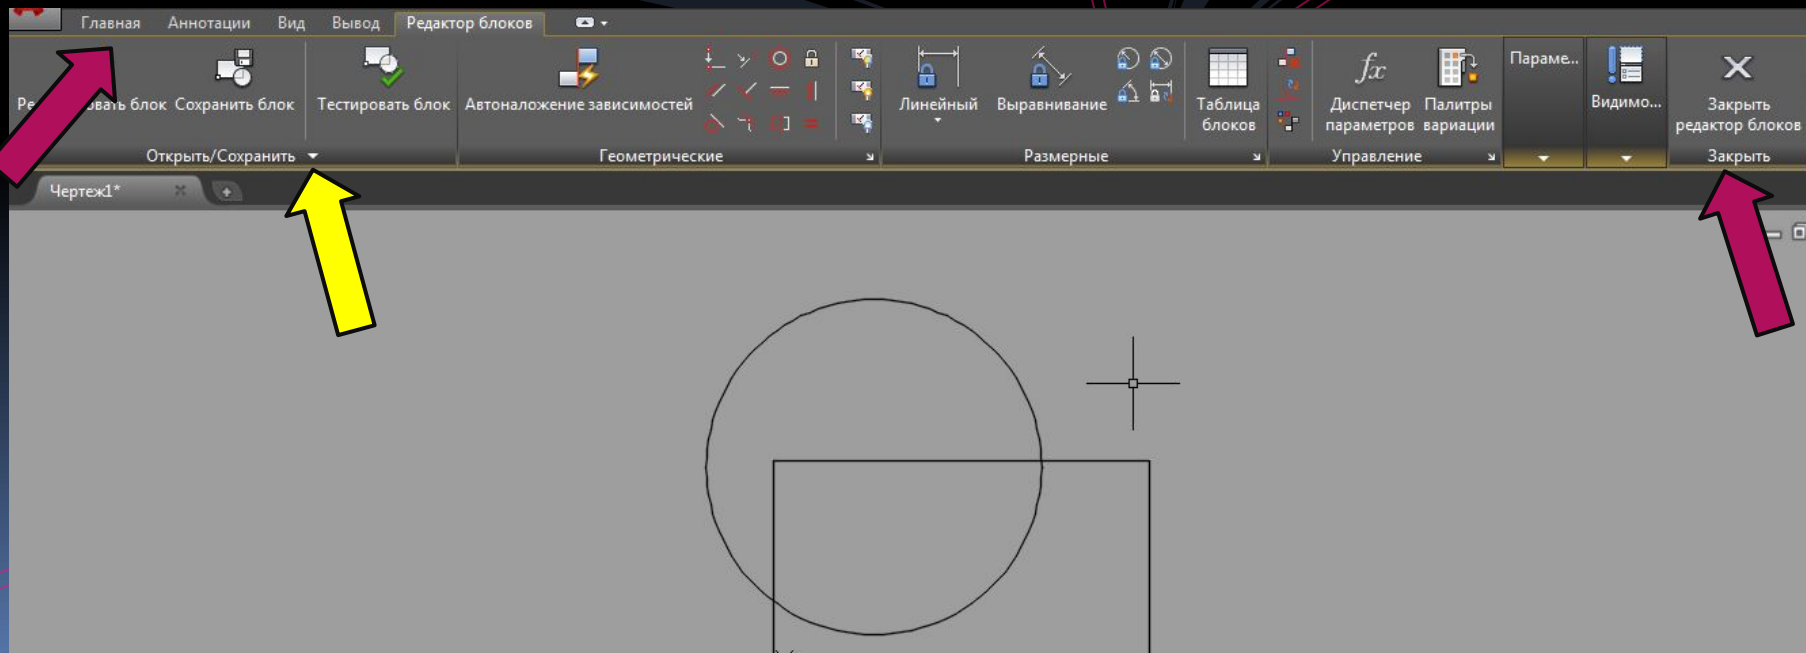 Главная Аннотации Вид Вывод Редактор блоков
блок Сохранить блок Тестировать блок Автоналожение зависимостей Линейный Выравнивание Таблица блоков Диспетчер параметров Палитры вариации Параме... Видимо... Закрыть редактор блоков
Открыть/Сохранить Геометрические Размерные Управление Закрыть
Чертеж1*